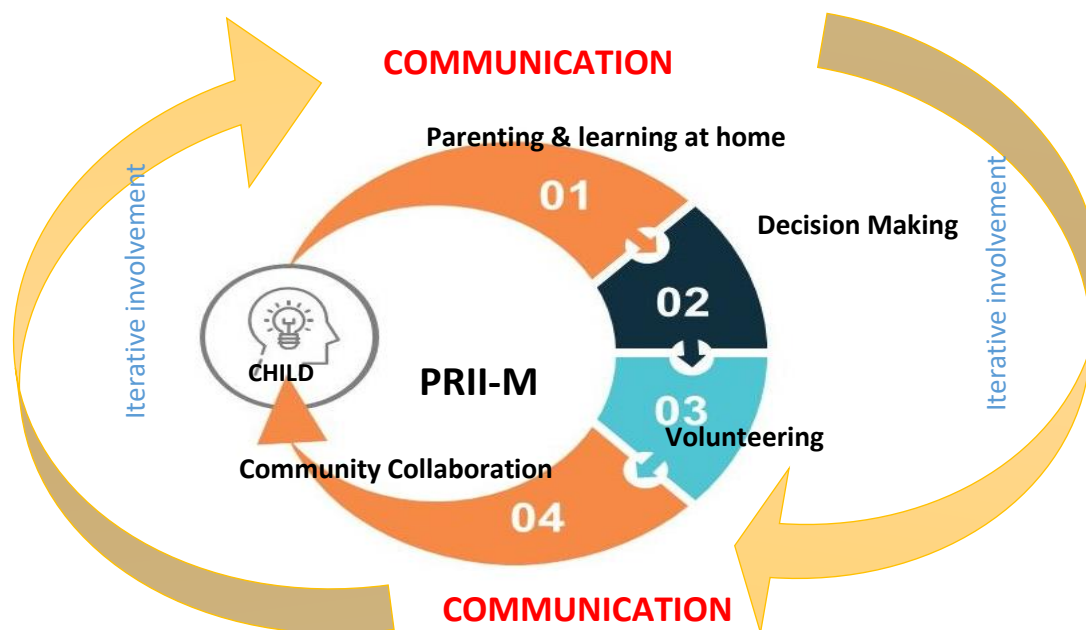 COMMUNICATION
Parenting & learning at home
01
Decision Making
Iterative involvement
Iterative involvement
02
CHILD
PRII-M
03
Volunteering
Community Collaboration
04
COMMUNICATION